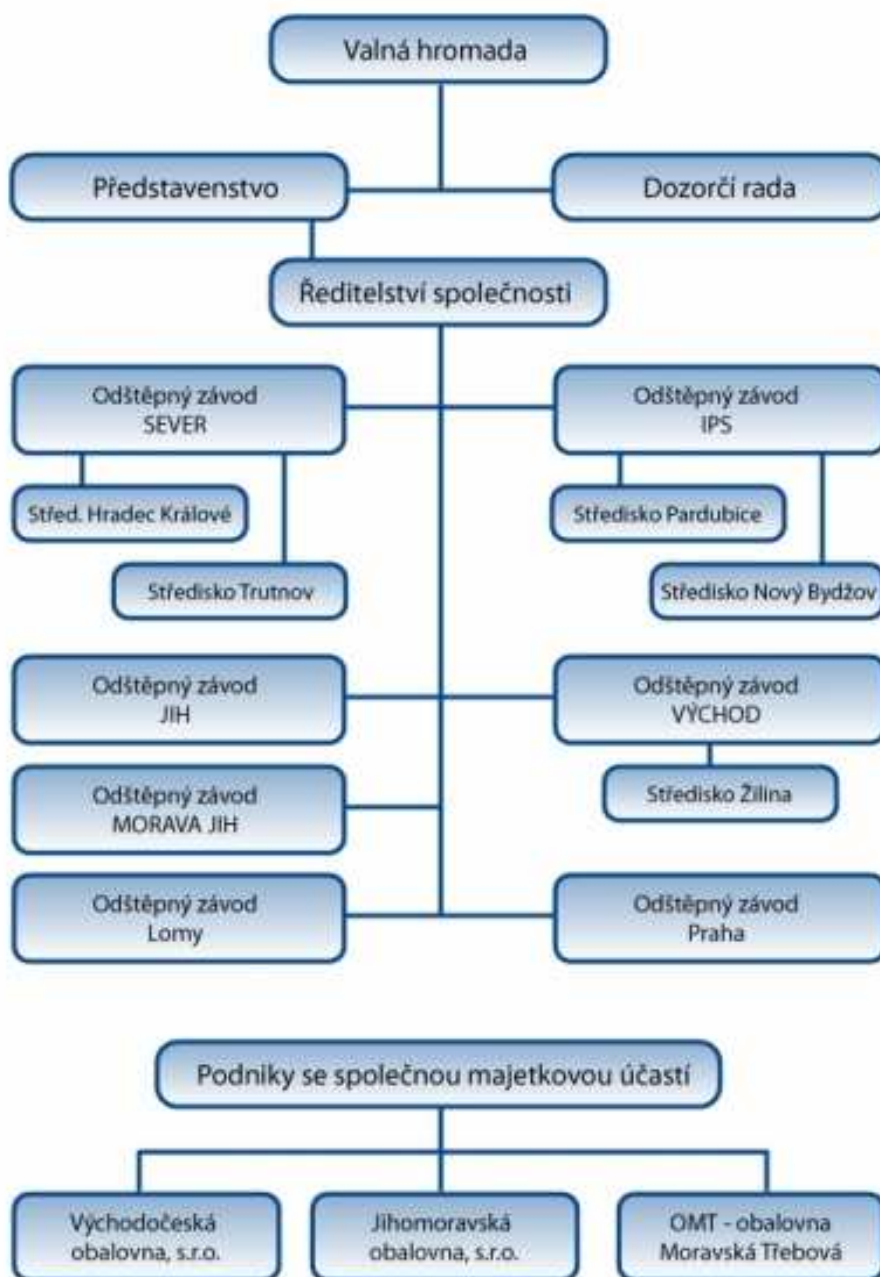 Valná hromada
Představenstvo
Dozorčí rada
Ředitelství společnosti
Odštěpný závod
SEVER
Odštěpný závod
IPS
Střed. Hradec Králové
Středisko Pardubice
Středisko Trutnov
Středisko Nový Bydžov
Odštěpný závod
JIH
Odštěpný závod
VÝCHOD
Odštěpný závod
MORAVA JIH
Středisko Žilina
Odštěpný závod
Lomy
Odštěpný závod
Praha
Podniky se společnou majetkovou účastí
Východočeská
obalovna, s.r.o.
Jihomoravská
obalovna, s.r.o.
OMT - obalovna
Moravská Třebová